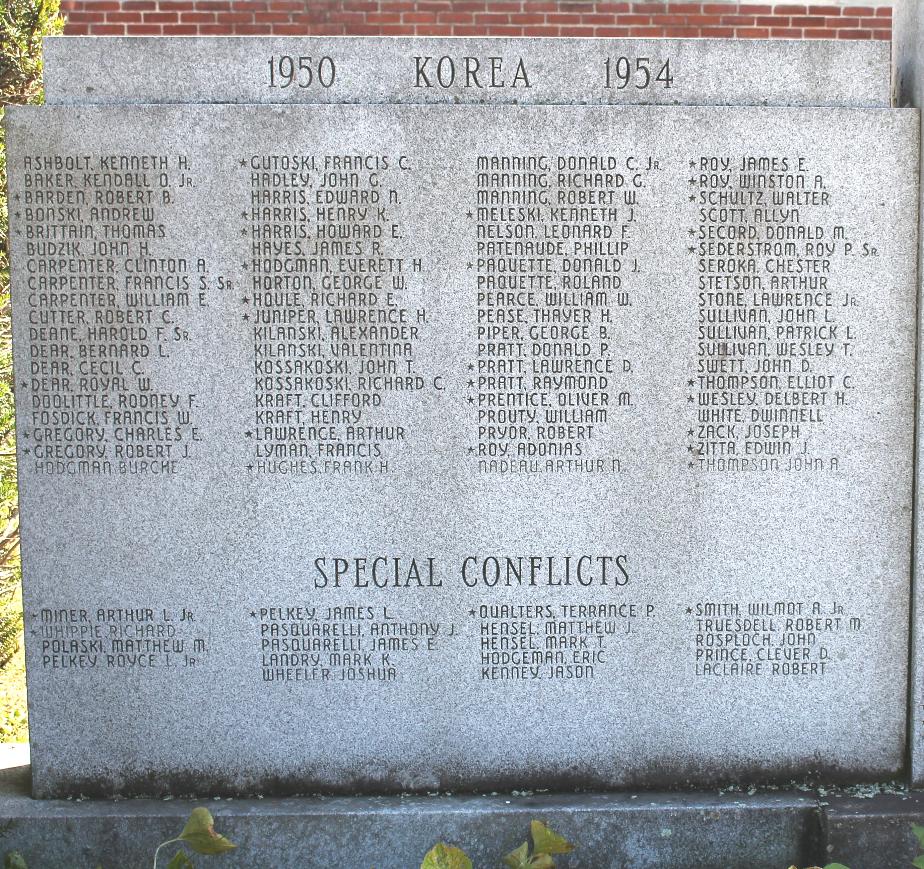 1950 KOREA 1954
ASHBOLT, KENNETH H.
BAKER, KENDALL O. JR.
★BARDEN, ROBERT B.
★BONSKI, ANDREW
★BRITTAIN, THOMAS
BUDZIK, JOHN H.
CARPENTER, CLINTON A.
CARPENTER, FRANCIS S. SR.
CARPENTER, WILLIAM E.
CUTTER, ROBERT C.
DEANE, HAROLD F. SR.
DEAR, BERNARD L.
DEAR, CECIL C.
★DEAR, ROYAL W.
DOOLITTLE, RODNEY F.
FOSDICK, FRANCIS W.
★GREGORY, CHARLES E.
★GREGORY, ROBERT J.
HODGMAN BURCHE
★GUTOSKI, FRANCIS C.
HADLEY, JOHN G.
HARRIS, EDWARD N.
★HARRIS, HENRY K.
★HARRIS, HOWARD E.
HAYES, JAMES R.
★HODGMAN, EVERETT H.
HORTON, GEORGE W.
★HOULE, RICHARD E.
★JUNIPER, LAWRENCE H.
KILANSKI, ALEXANDER
KILANSKI, VALENTINA
KOSSAKOSKI, JOHN T.
KOSSAKOSKI, RICHARD C.
KRAFT, CLIFFORD
KRAFT, HENRY
★LAWRENCE, ARTHUR
LYMAN, FRANCIS
★HUGHES, FRANK H.
MANNING, DONALD C. JR.
MANNING, RICHARD G.
MANNING, ROBERT W.
★MELESKI, KENNETH J.
NELSON, LEONARD F.
PATENAUDE, PHILLIP
★PAQUETTE, DONALD J.
PAQUETTE, ROLAND
PEARCE, WILLIAM W.
PEASE, THAYER H.
PIPER, GEORGE B.
PRATT, DONALD P.
★PRATT, LAWRENCE D.
★PRATT, RAYMOND
★PRENTICE, OLIVER M.
PROUTY, WILLIAM
PRYOR, ROBERT
★ROY, ADONIAS
NADEAU, ARTHUR N.
★ROY, JAMES E.
★ROY, WINSTON A.
★SCHULTZ, WALTER
SCOTT, ALLYN
★SECORD, DONALD M.
★SEDERSTROM, ROY P. SR.
SEROKA, CHESTER
STETSON, ARTHUR
STONE, LAWRENCE JR.
SULLIVAN, JOHN L.
SULLIVAN, PATRICK L.
SULLIVAN, WESLEY T.
SWETT, JOHN D.
★THOMPSON, ELLIOT C.
★WESLEY, DELBERT H.
WHITE, DWINNELL
★ZACK, JOSEPH
★ZITTA, EDWIN J.
★THOMPSON JOHN A.
SPECIAL CONFLICTS
★MINER, ARTHUR L. JR.
★WHIPPIE RICHARD
POLASKI, MATTHEW M.
PELKEY, ROYCE L. JR.
★PELKEY, JAMES L.
PASQUARELLI, ANTHONY J.
PASQUARELLI, JAMES E.
LANDRY, MARK K.
WHEELER, JOSHUA
★QUALTERS, TERRANCE P.
HENSEL, MATTHEW J.
HENSEL, MARK T.
HODGEMAN, ERIC
KENNEY, JASON
★SMITH, WILMOT A. JR.
TRUESDELL, ROBERT M.
ROSPLOCH, JOHN
PRINCE, CLEVER D.
LACLAIRE ROBERT